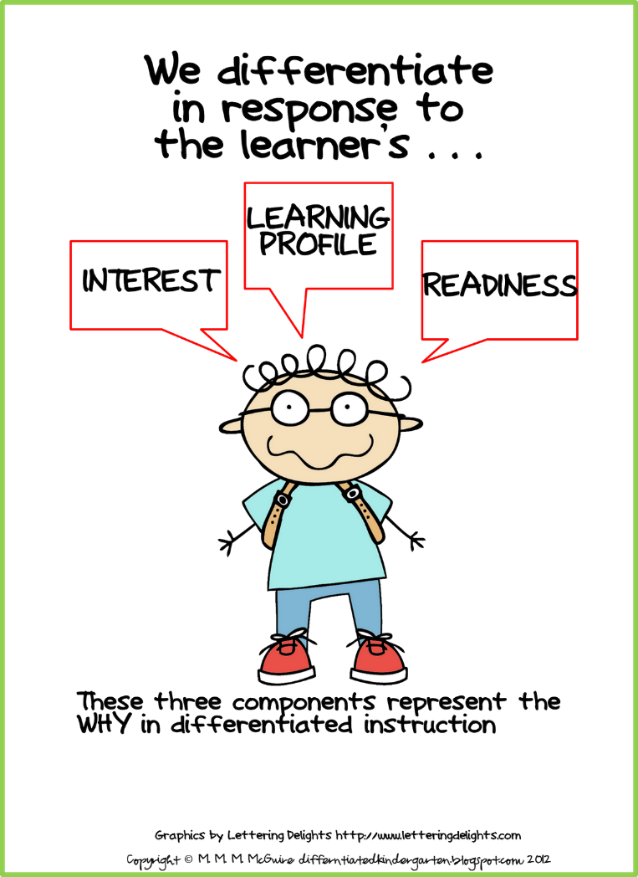 We differentiate
in response to
the learner's . . .
LEARNING
PROFILE
INTEREST
READINESS
These three components represent the
WHY in differentiated instruction
Graphics by Lettering Delights http://www.letteringdelights.com
Copyright © M M M McGuire differntiatedkindergarten.blogspot.com 2012